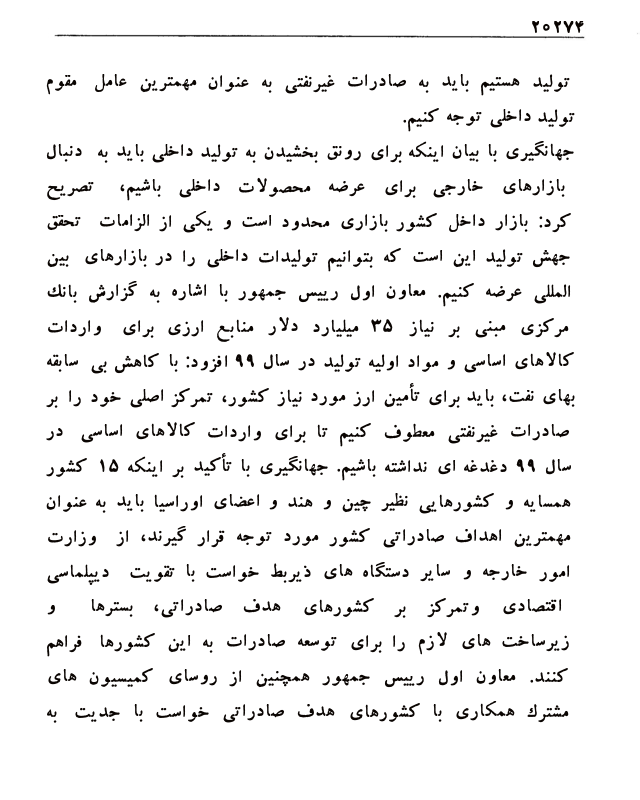 ۲۰۲۷۴
تولید هستیم باید به صادرات غیرنفتی به عنوان مهمترین عامل مقوم
تولید داخلی توجه کنیم.
جهانگیری با بیان اینکه برای رونق بخشیدن به تولید داخلی باید به دنبال
بازارهای خارجی برای عرضه محصولات داخلی باشیم، تصریح
کرد: بازار داخل کشور بازاری محدود است و یکی از الزامات تحقق
جهش تولید این است که بتوانیم تولیدات داخلی را در بازارهای بین
المللی عرضه کنیم. معاون اول رییس جمهور با اشاره به گزارش بانك
مرکزی مبنی بر نیاز ۳۵ میلیارد دلار منابع ارزی برای واردات
کالاهای اساسی و مواد اولیه تولید در سال ۹۹ افزود: با کاهش بی سابقه
بهای نفت، باید برای تأمین ارز مورد نیاز کشور، تمرکز اصلی خود را بر
صادرات غیرنفتی معطوف کنیم تا برای واردات کالاهای اساسی در
سال ۹۹ دغدغه ای نداشته باشیم. جهانگیری با تأکید بر اینکه ۱۵ کشور
همسایه و کشورهایی نظیر چین و هند و اعضای اوراسیا باید به عنوان
مهمترین اهداف صادراتی کشور مورد توجه قرار گیرند، از وزارت
امور خارجه و سایر دستگاه های ذیربط خواست با تقویت دیپلماسی
اقتصادی وتمرکز بر کشورهای هدف صادراتی، بسترها و
زیرساخت های لازم را برای توسعه صادرات به این کشورها فراهم
کنند. معاون اول رییس جمهور همچنین از روسای کمیسیون های
مشترك همکاری با کشورهای هدف صادراتی خواست با جدیت به